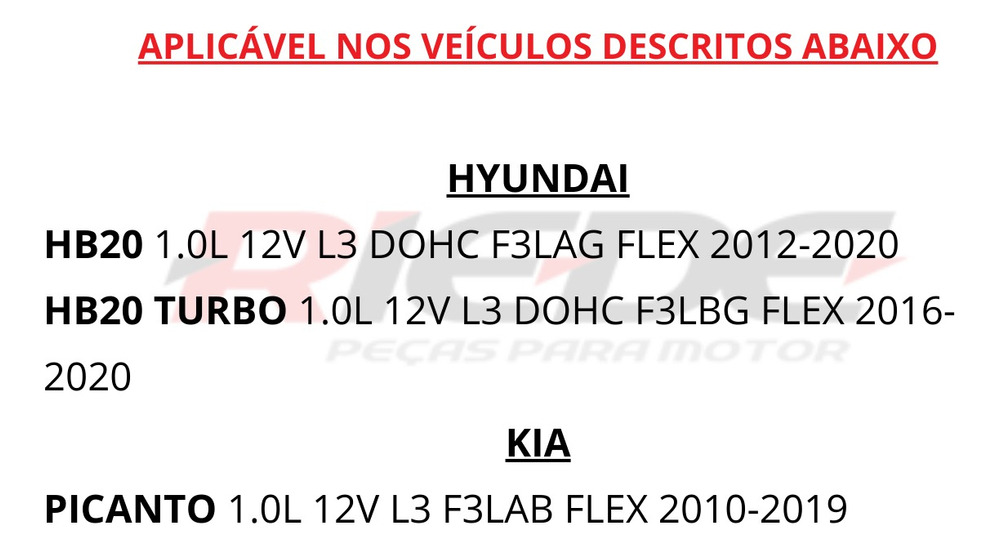 APLICÁVEL NOS VEÍCULOS DESCRITOS ABAIXO
HYUNDAI
HB20 1.0L 12V L3 DOHC F3LAG FLEX 2012-2020
RIEDE
HB20 TURBO 1.0L 12V L3 DOHC F3LBG FLEX 2016-
PEÇAS PARA MOTOR
2020
KIA
PICANTO 1.0L 12V L3 F3LAB FLEX 2010-2019